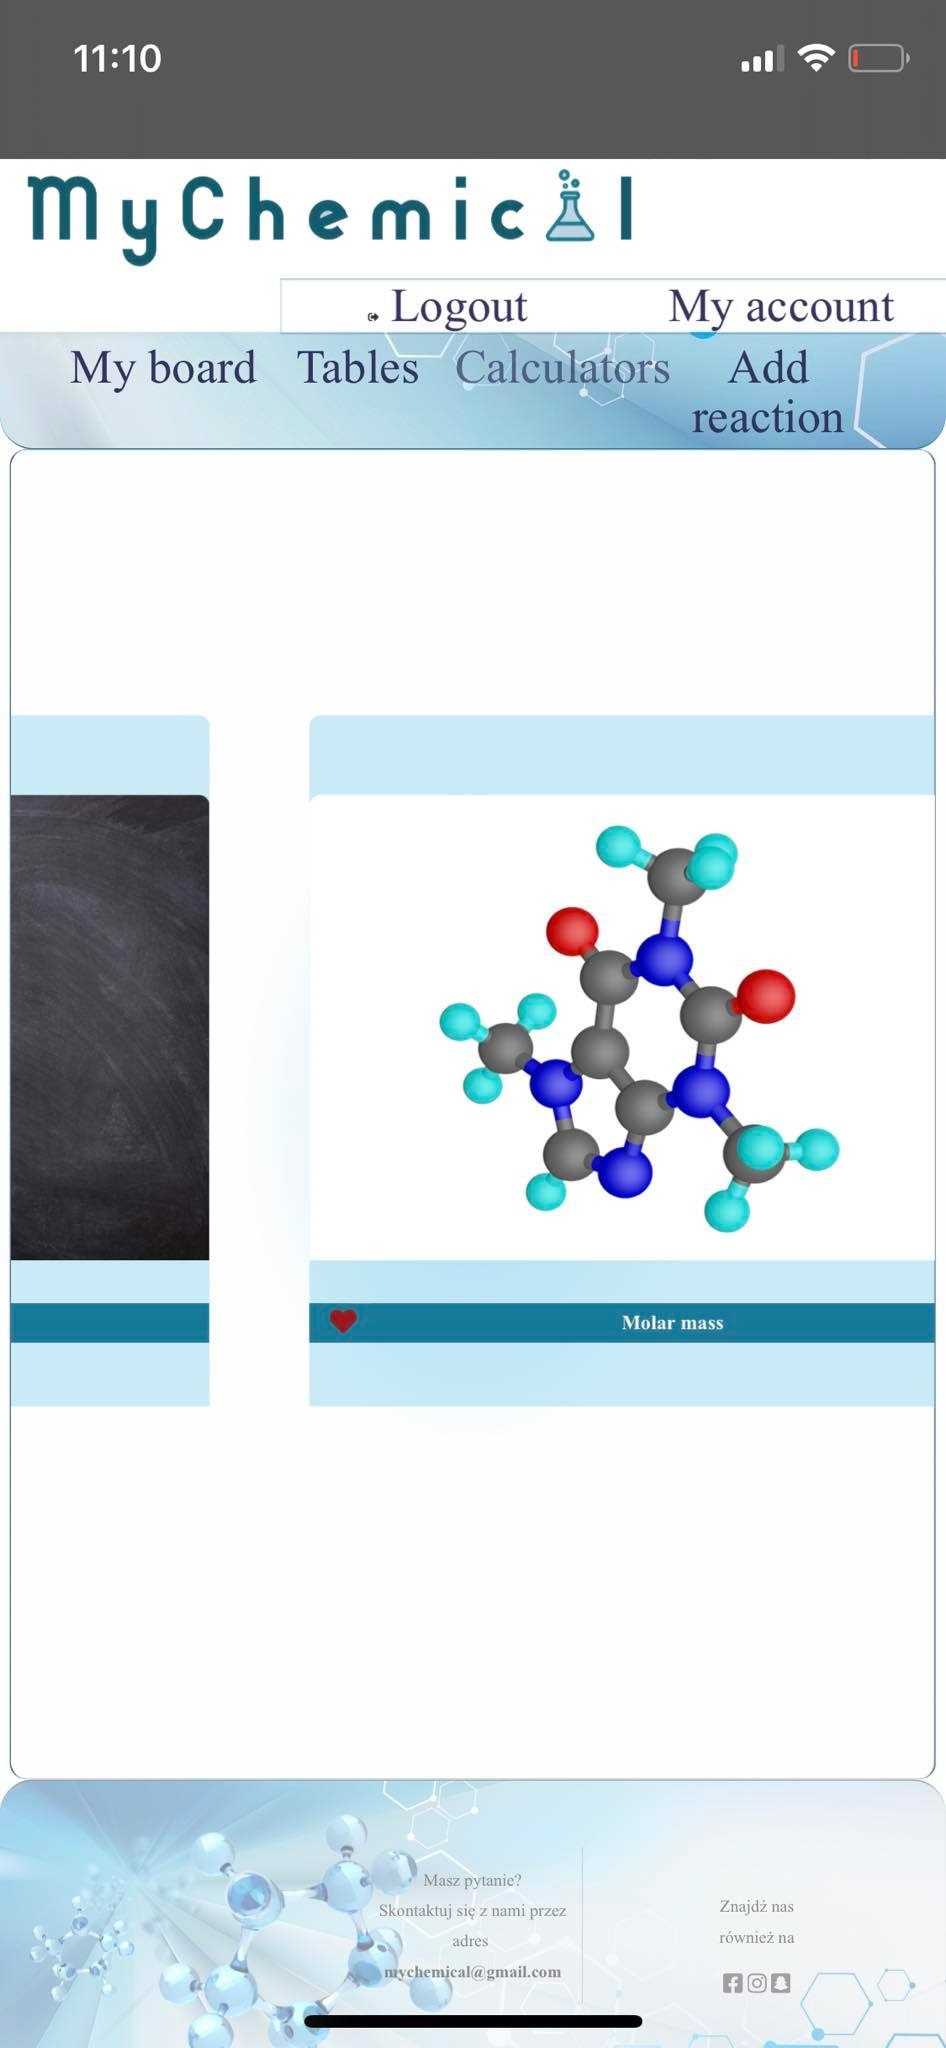 11:10
MyChemical
Logout My account
My board Tables Calculators Add
reaction
Molar mass
Masz pytanie?
Skontaktuj się z nami przez
adres
mychemical@gmail.com
Znajdź nas
również na